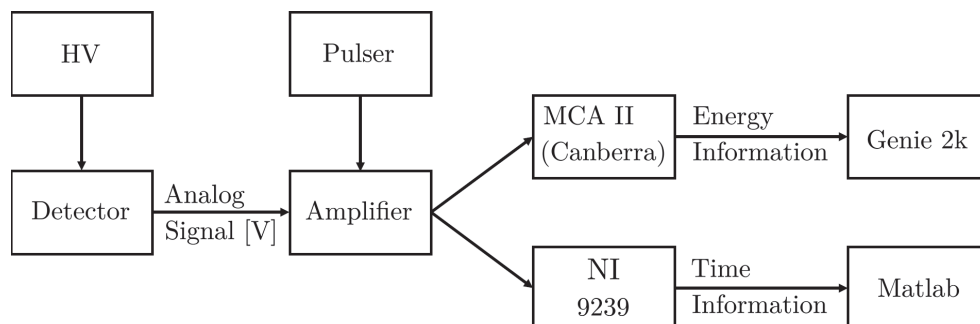 HV
Pulser
MCA II
(Canberra)
Energy
Information
Genie 2k
Detector
Analog
Signal [V]
Amplifier
NI
9239
Time
Information
Matlab